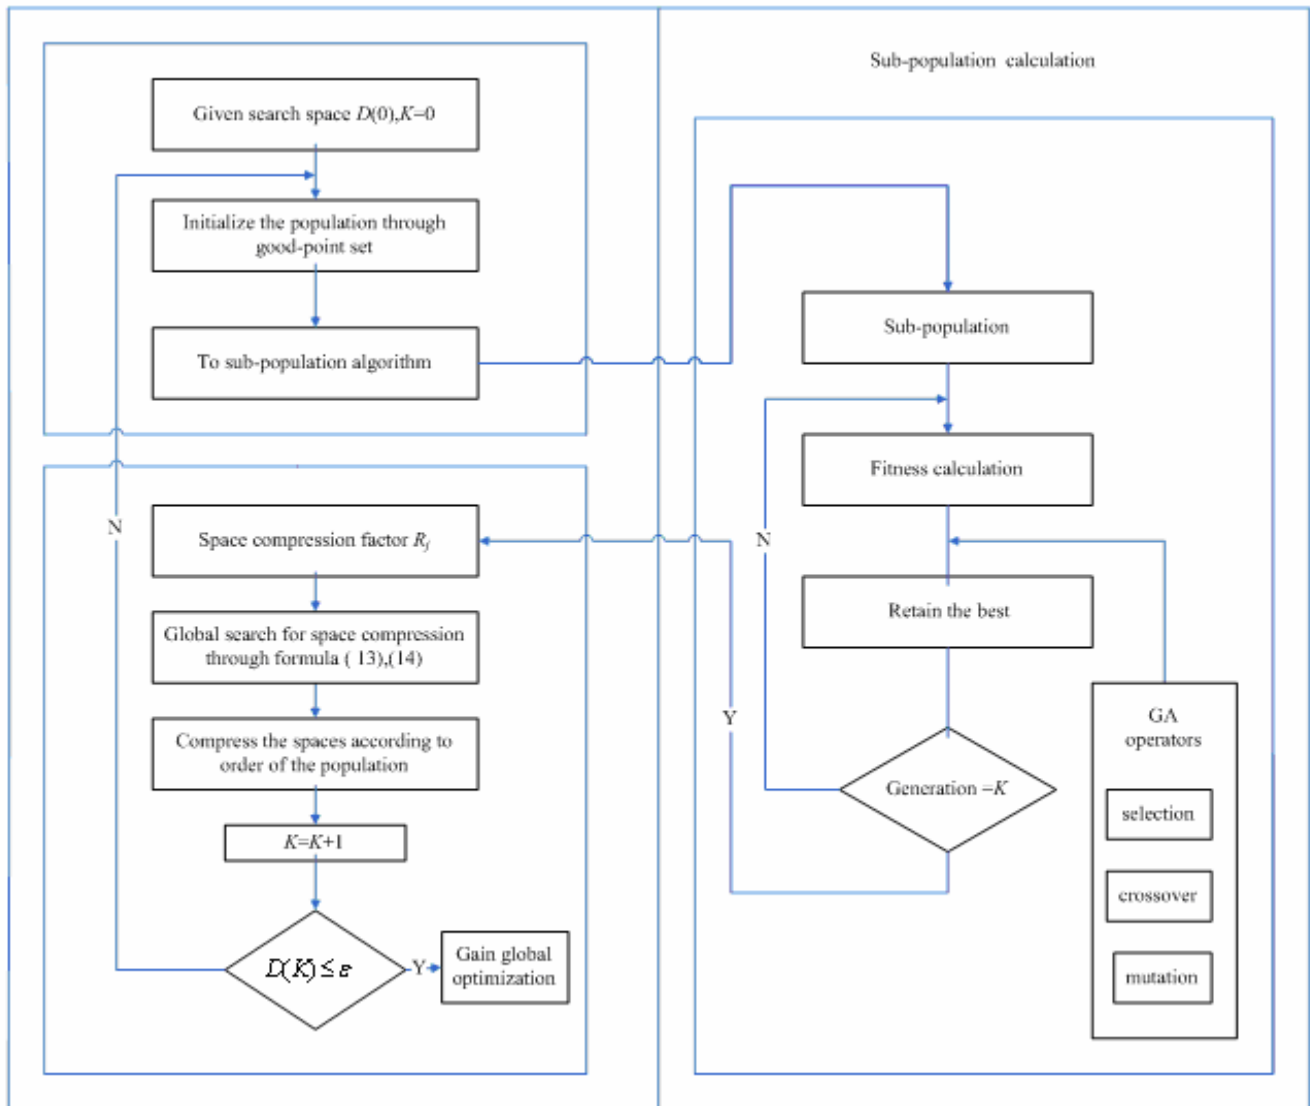 Given search space D(0),K=0
Initialize the population through
good-point set
To sub-population algorithm
N
Space compression factor Rj
Global search for space compression
through formula ( 13),(14)
Compress the spaces according to
order of the population
K=K+1
D(K)≤ε
Y
Gain global
optimization
Sub-population calculation
Sub-population
Fitness calculation
N
Retain the best
Y
Generation =K
GA
operators
selection
crossover
mutation